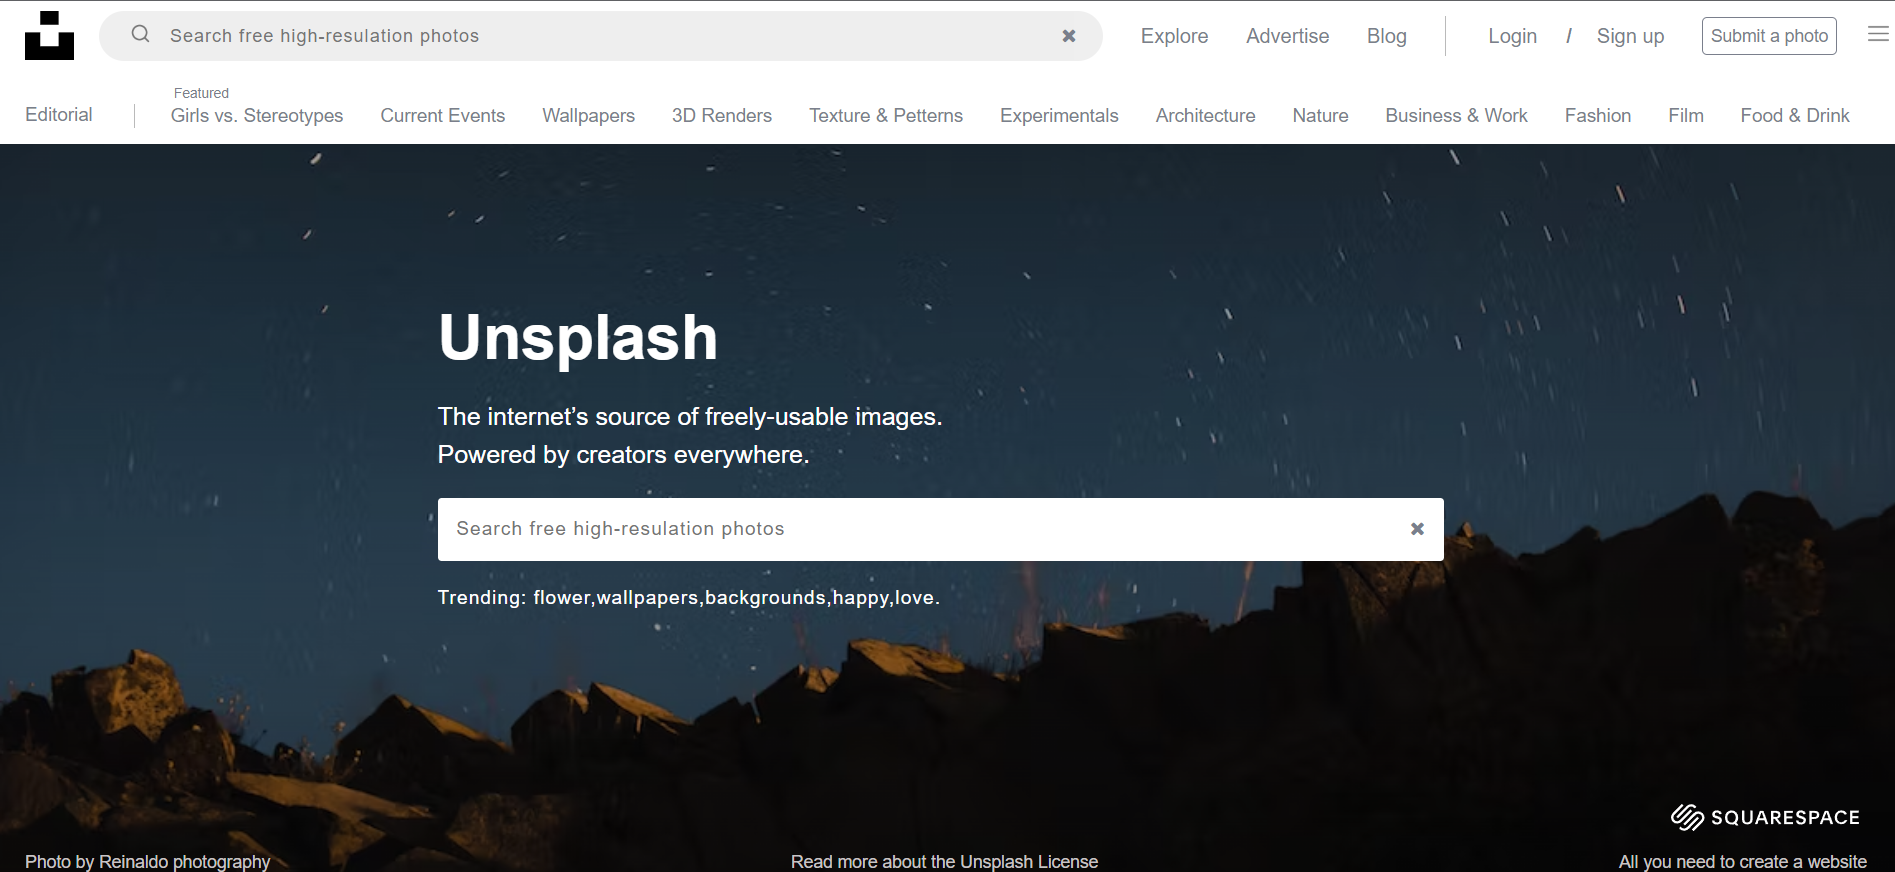 Search free high-resulation photos
Explore
Advertise
Blog
Login / Sign up
Submit a photo
Editorial
Featured
Girls vs. Stereotypes
Current Events
Wallpapers
3D Renders
Texture & Petterns
Experimentals
Architecture
Nature
Business & Work
Fashion
Film
Food & Drink
Unsplash
The internet’s source of freely-usable images.
Powered by creators everywhere.
Search free high-resulation photos
Trending: flower,wallpapers,backgrounds,happy,love.
SQUARESPACE
Photo by Reinaldo photography
Read more about the Unsplash License
All you need to create a website